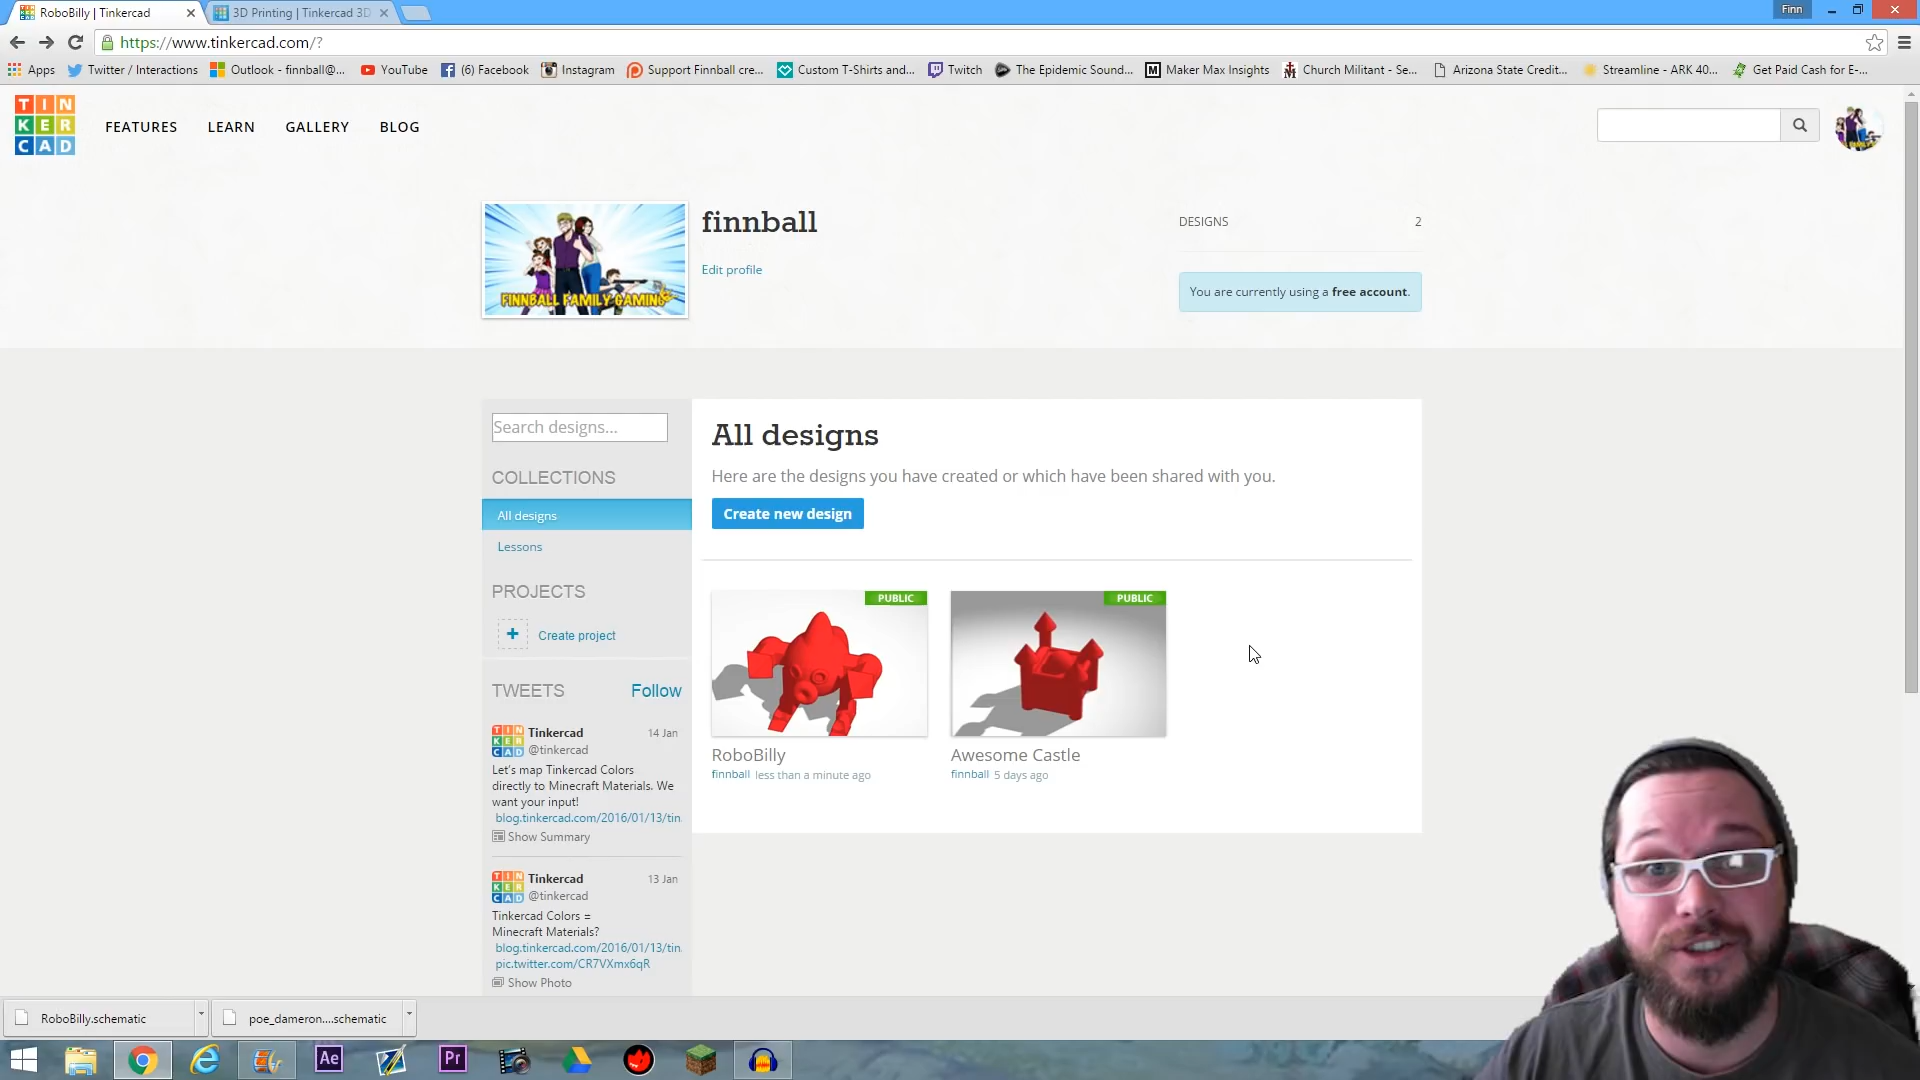 RoboBilly | Tinkercad
3D Printing | Tinkercad 3D
Finn
https://www.tinkercad.com/?
Apps
Twitter / Interactions
Outlook - finnball@...
YouTube
(6) Facebook
Instagram
Support Finnball cre...
Custom T-Shirts and...
Twitch
The Epidemic Sound...
Maker Max Insights
Church Militant - Se...
Arizona State Credit...
Streamline - ARK 40...
Get Paid Cash for E-...
TIN
KER
CAD
FEATURES
LEARN
GALLERY
BLOG
FINNBALL FAMILY GAMING
finnball
Edit profile
DESIGNS 2
You are currently using a free account.
Search designs...
COLLECTIONS
All designs
Lessons
PROJECTS
+ Create project
TWEETS Follow
TIN
KER
CAD
Tinkercad 14 Jan
@tinkercad
Let's map Tinkercad Colors
directly to Minecraft Materials. We
want your input!
blog.tinkercad.com/2016/01/13/tin
Show Summary
TIN
KER
CAD
Tinkercad 13 Jan
@tinkercad
Tinkercad Colors =
Minecraft Materials?
blog.tinkercad.com/2016/01/13/tin
pic.twitter.com/CR7VXmx6qR
Show Photo
All designs
Here are the designs you have created or which have been shared with you.
Create new design
PUBLIC
RoboBilly
finnball less than a minute ago
PUBLIC
Awesome Castle
finnball 5 days ago
RoboBilly.schematic
poe_dameron....schematic
Ae
Pr